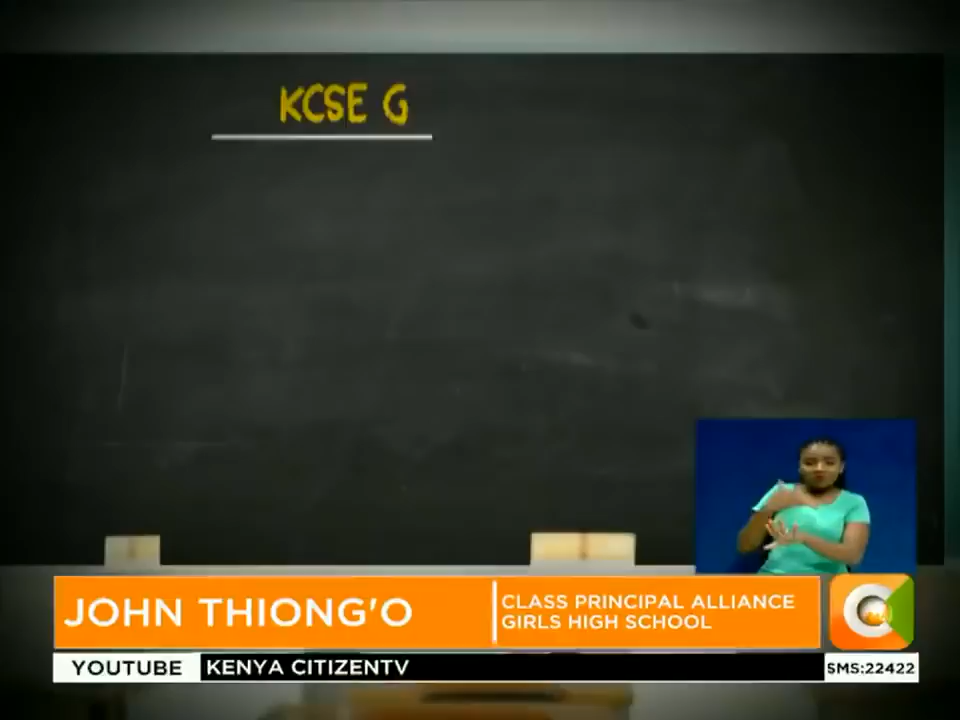 KCSE G
JOHN THIONG'O
CLASS PRINCIPAL ALLIANCE
GIRLS HIGH SCHOOL
YOUTUBE
KENYA CITIZENTV
SMS:22422